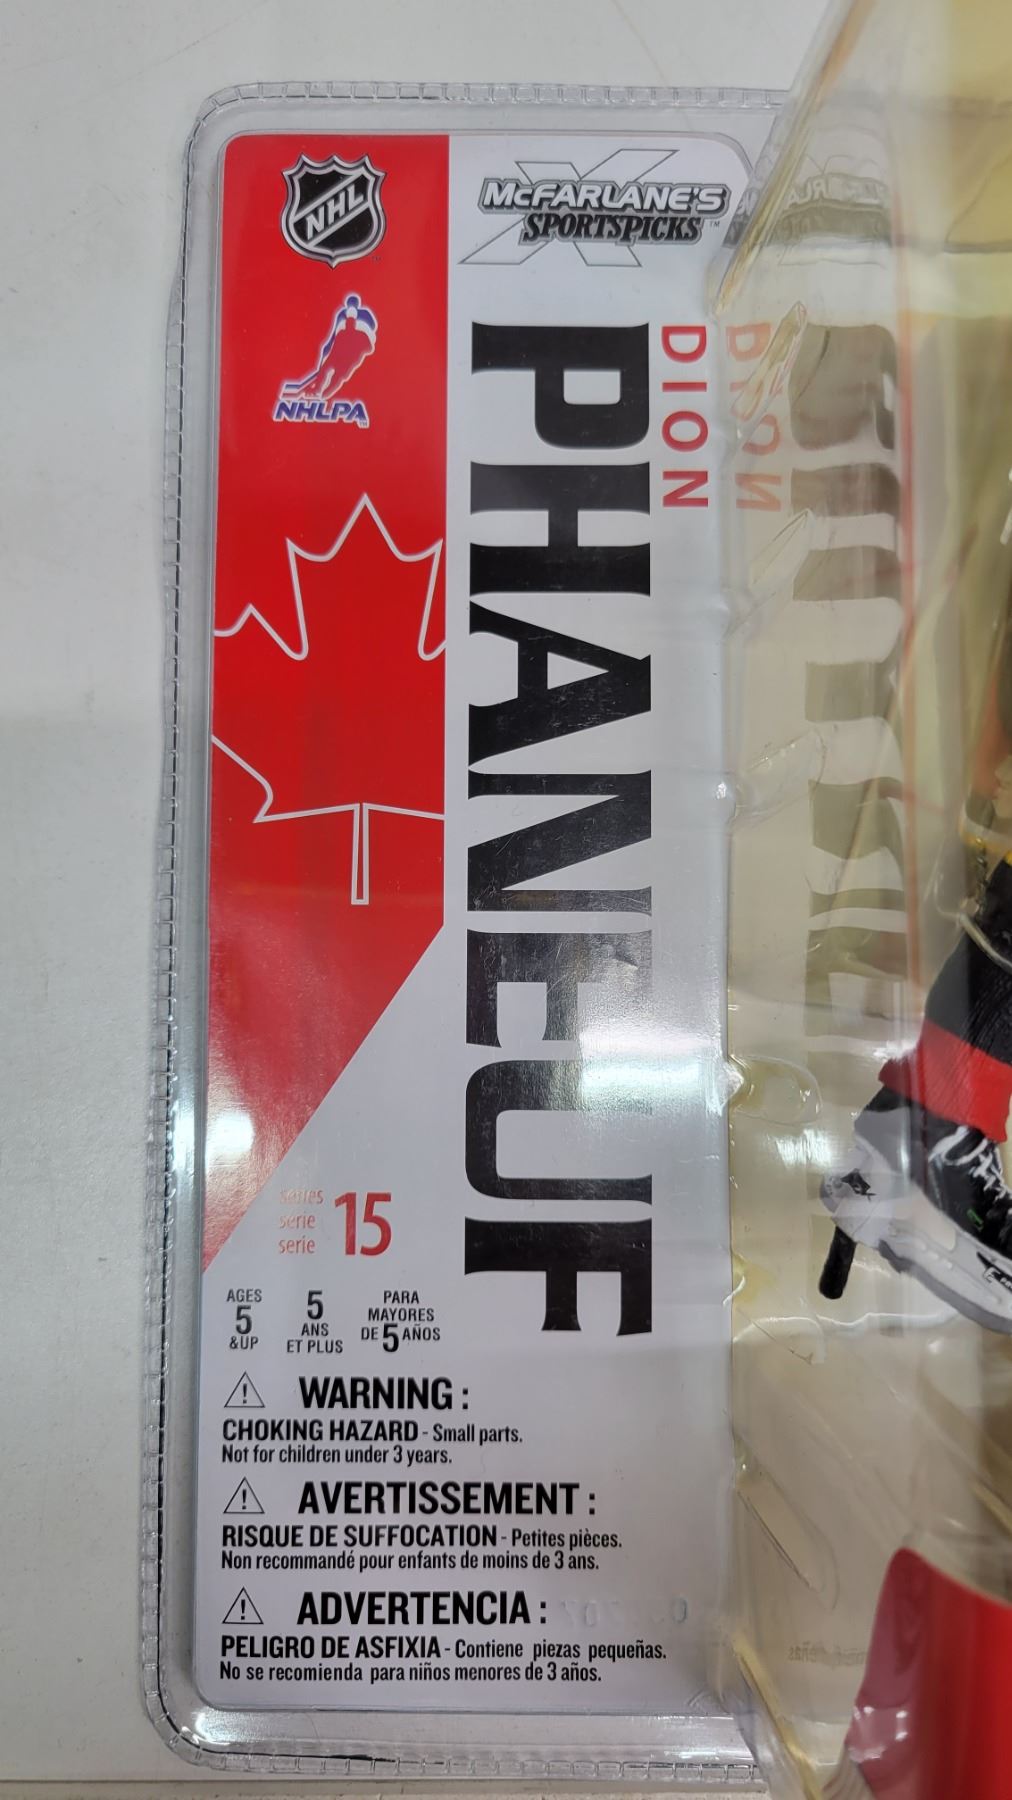 NHL
NHLPA
McFARLANE'S
SPORTSPICKS™
DION
PHANEUF
series
serie
serie
15
AGES
5
&UP
5
ANS
ET PLUS
PARA
MAYORES
DE 5 AÑOS
WARNING :
CHOKING HAZARD - Small parts.
Not for children under 3 years.
AVERTISSEMENT :
RISQUE DE SUFFOCATION - Petites pièces.
Non recommandé pour enfants de moins de 3 ans.
ADVERTENCIA :
PELIGRO DE ASFIXIA - Contiene piezas pequeñas.
No se recomienda para niños menores de 3 años.